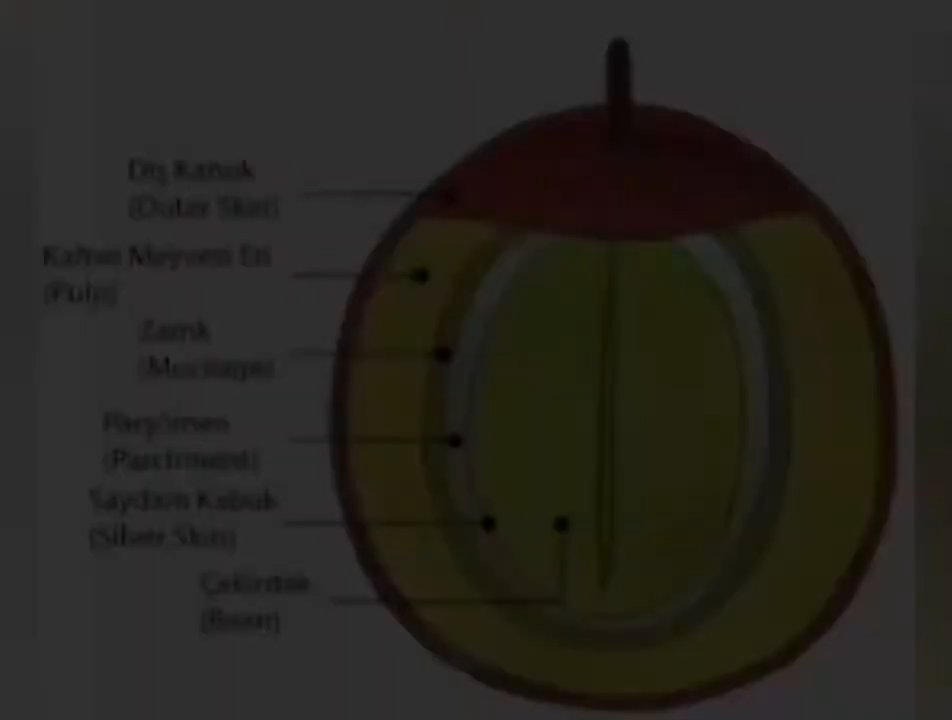 Dış Kabuk
(Outer Skin)
Kahve Meyvesi Eti
(Pulp)
Zamk
(Mucilage)
Parşömen
(Parchment)
Saydam Kabuk
(Silver Skin)
Çekirdek
(Bean)